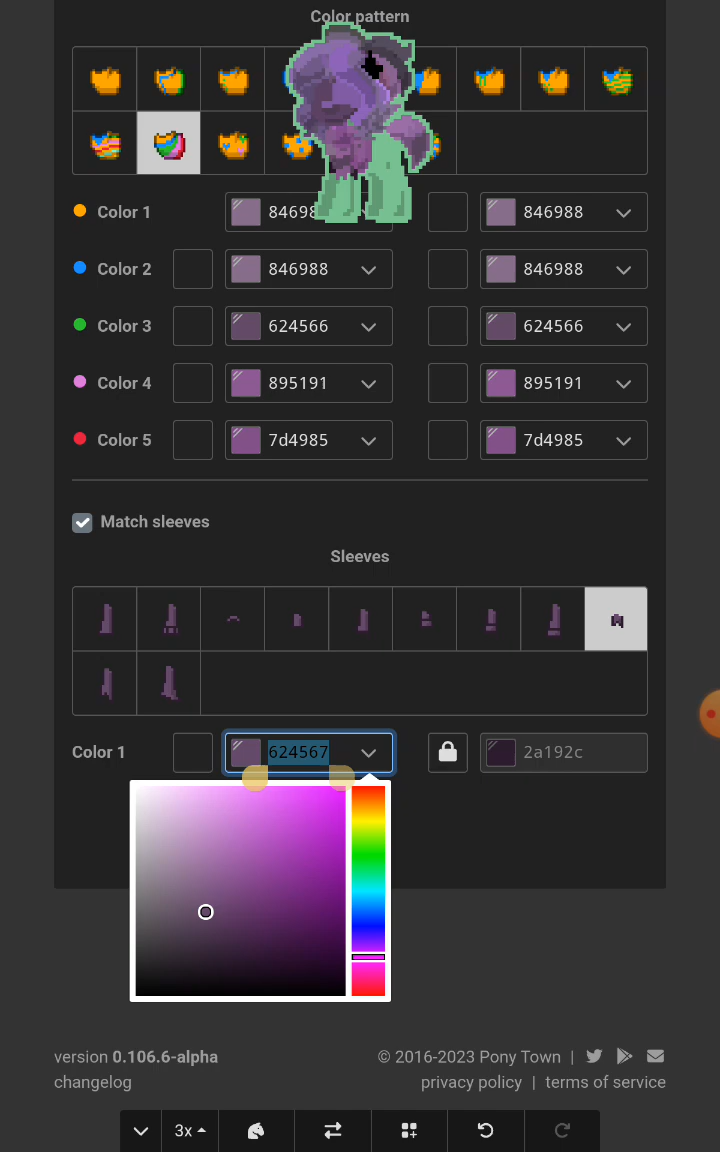 Color pattern
Color 1 846988 846988
Color 2 846988 846988
Color 3 624566 624566
Color 4 895191 895191
Color 5 7d4985 7d4985
Match sleeves
Sleeves
Color 1 624567 2a192c
version 0.106.6-alpha © 2016-2023 Pony Town |
changelog privacy policy | terms of service
3x